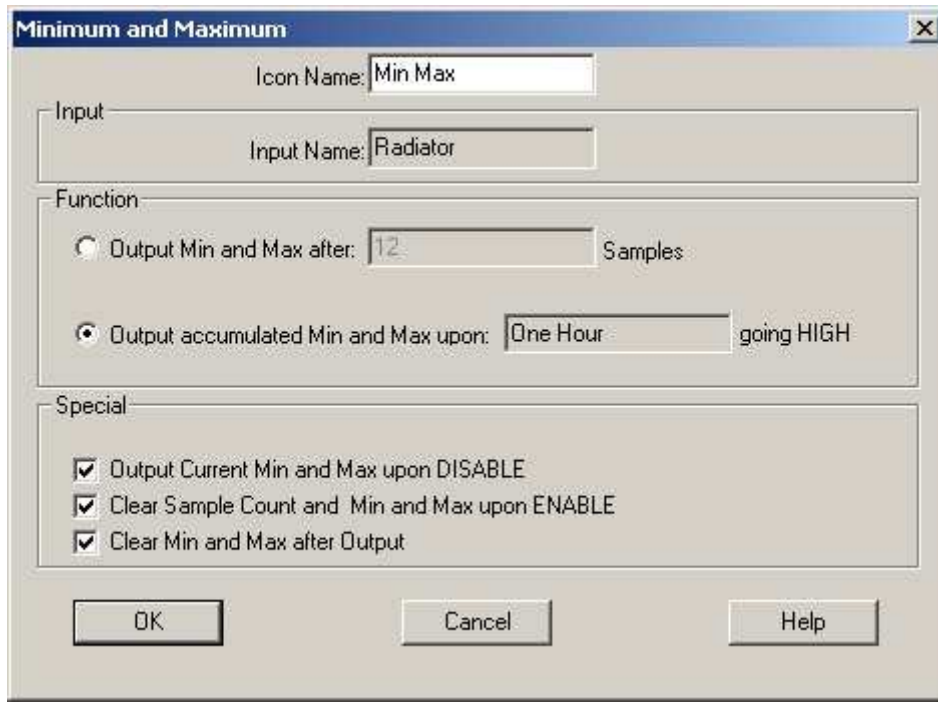 Minimum and Maximum
Icon Name: Min Max
Input
Input Name: Radiator
Function
Output Min and Max after: 12 Samples
Output accumulated Min and Max upon: One Hour going HIGH
Special
Output Current Min and Max upon DISABLE
Clear Sample Count and Min and Max upon ENABLE
Clear Min and Max after Output
OK Cancel Help